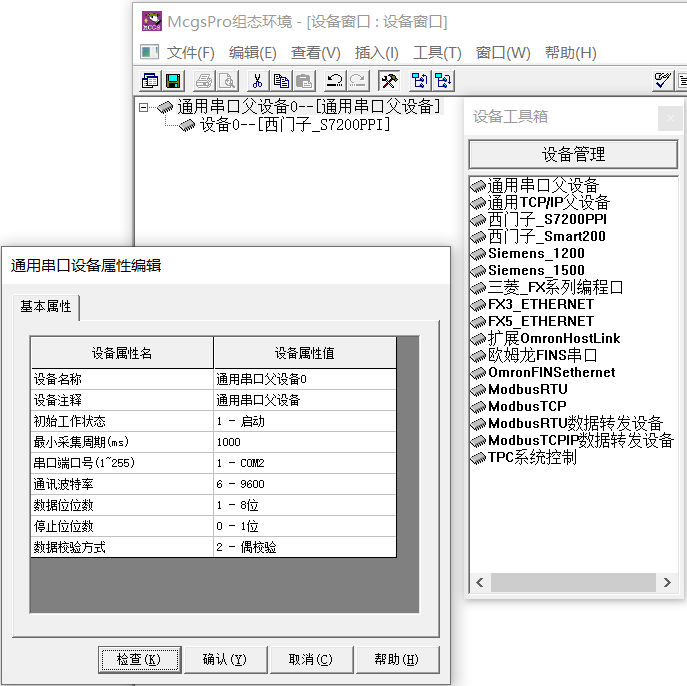 McgsPro组态环境 - [设备窗口 : 设备窗口]
文件(F) 编辑(E) 查看(V) 插入(I) 工具(T) 窗口(W) 帮助(H)
通用串口父设备0--[通用串口父设备]
设备0--[西门子_S7200PPI]
设备工具箱
设备管理
通用串口父设备
通用TCP/IP父设备
西门子_S7200PPI
西门子_Smart200
Siemens_1200
Siemens_1500
三菱_FX系列编程口
FX3_ETHERNET
FX5_ETHERNET
扩展OmronHostLink
欧姆龙FINS串口
OmronFINSethernet
ModbusRTU
ModbusTCP
ModbusRTU数据转发设备
ModbusTCPIP数据转发设备
TPC系统控制
通用串口设备属性编辑
基本属性
设备属性名 设备属性值
设备名称 通用串口父设备0
设备注释 通用串口父设备
初始工作状态 1 - 启动
最小采集周期(ms) 1000
串口端口号(1~255) 1 - COM2
通讯波特率 6 - 9600
数据位位数 1 - 8位
停止位位数 0 - 1位
数据校验方式 2 - 偶校验
检查(K) 确认(Y) 取消(C) 帮助(H)